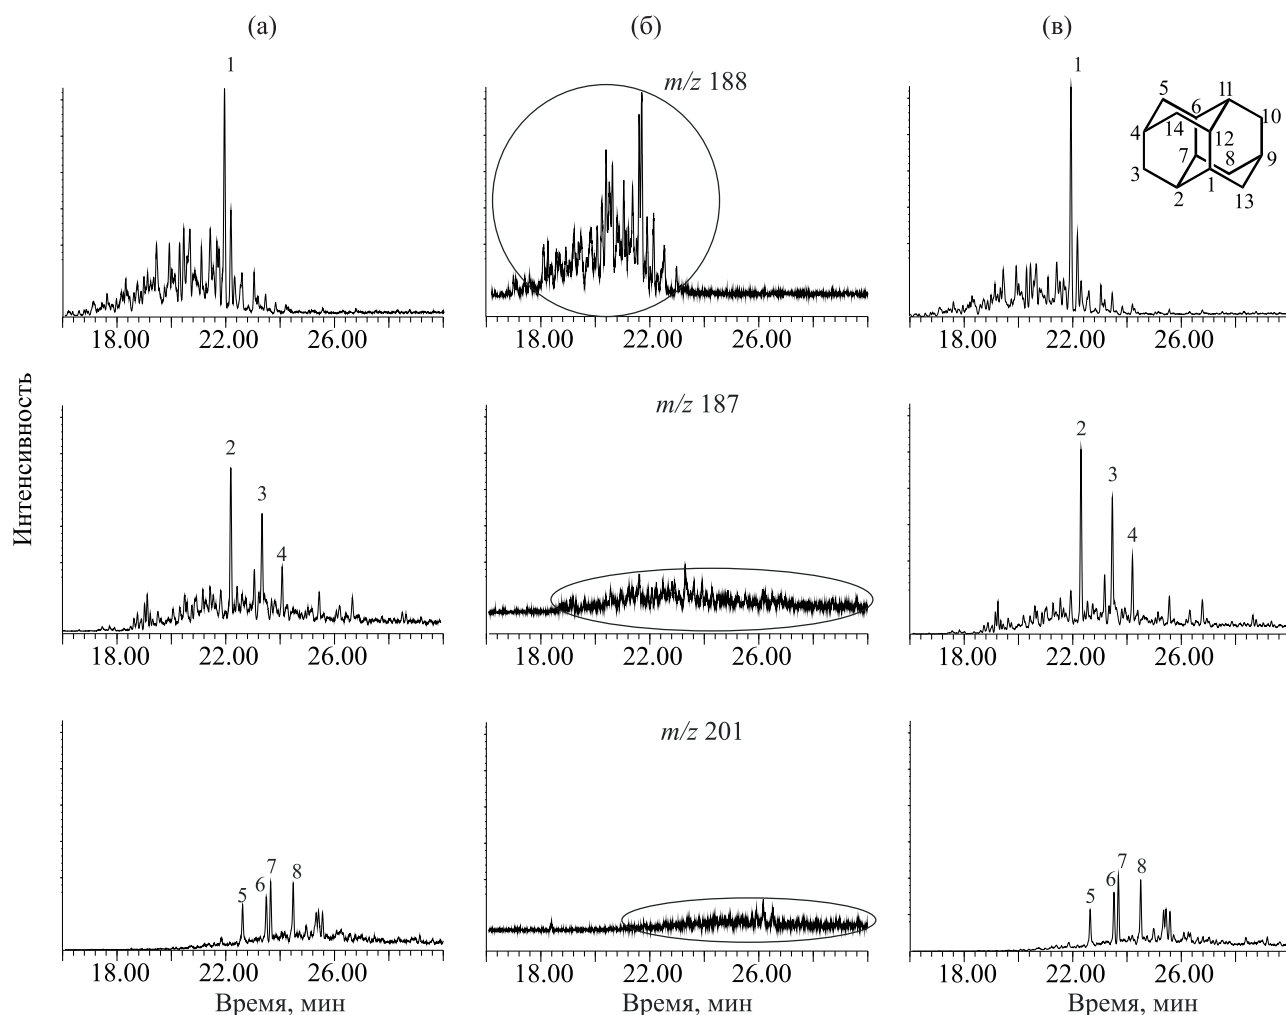 (а) (б) (в)
1 m/z 188 1
5 6 11 10
4 14 12
7 8 9
3 1
2 13
18.00 22.00 26.00 18.00 22.00 26.00 18.00 22.00 26.00
Интенсивность
m/z 187
2 3 4 2 3 4
18.00 22.00 26.00 18.00 22.00 26.00 18.00 22.00 26.00
m/z 201
5 6 7 8 5 6 7 8
18.00 22.00 26.00 18.00 22.00 26.00 18.00 22.00 26.00
Время, мин Время, мин Время, мин